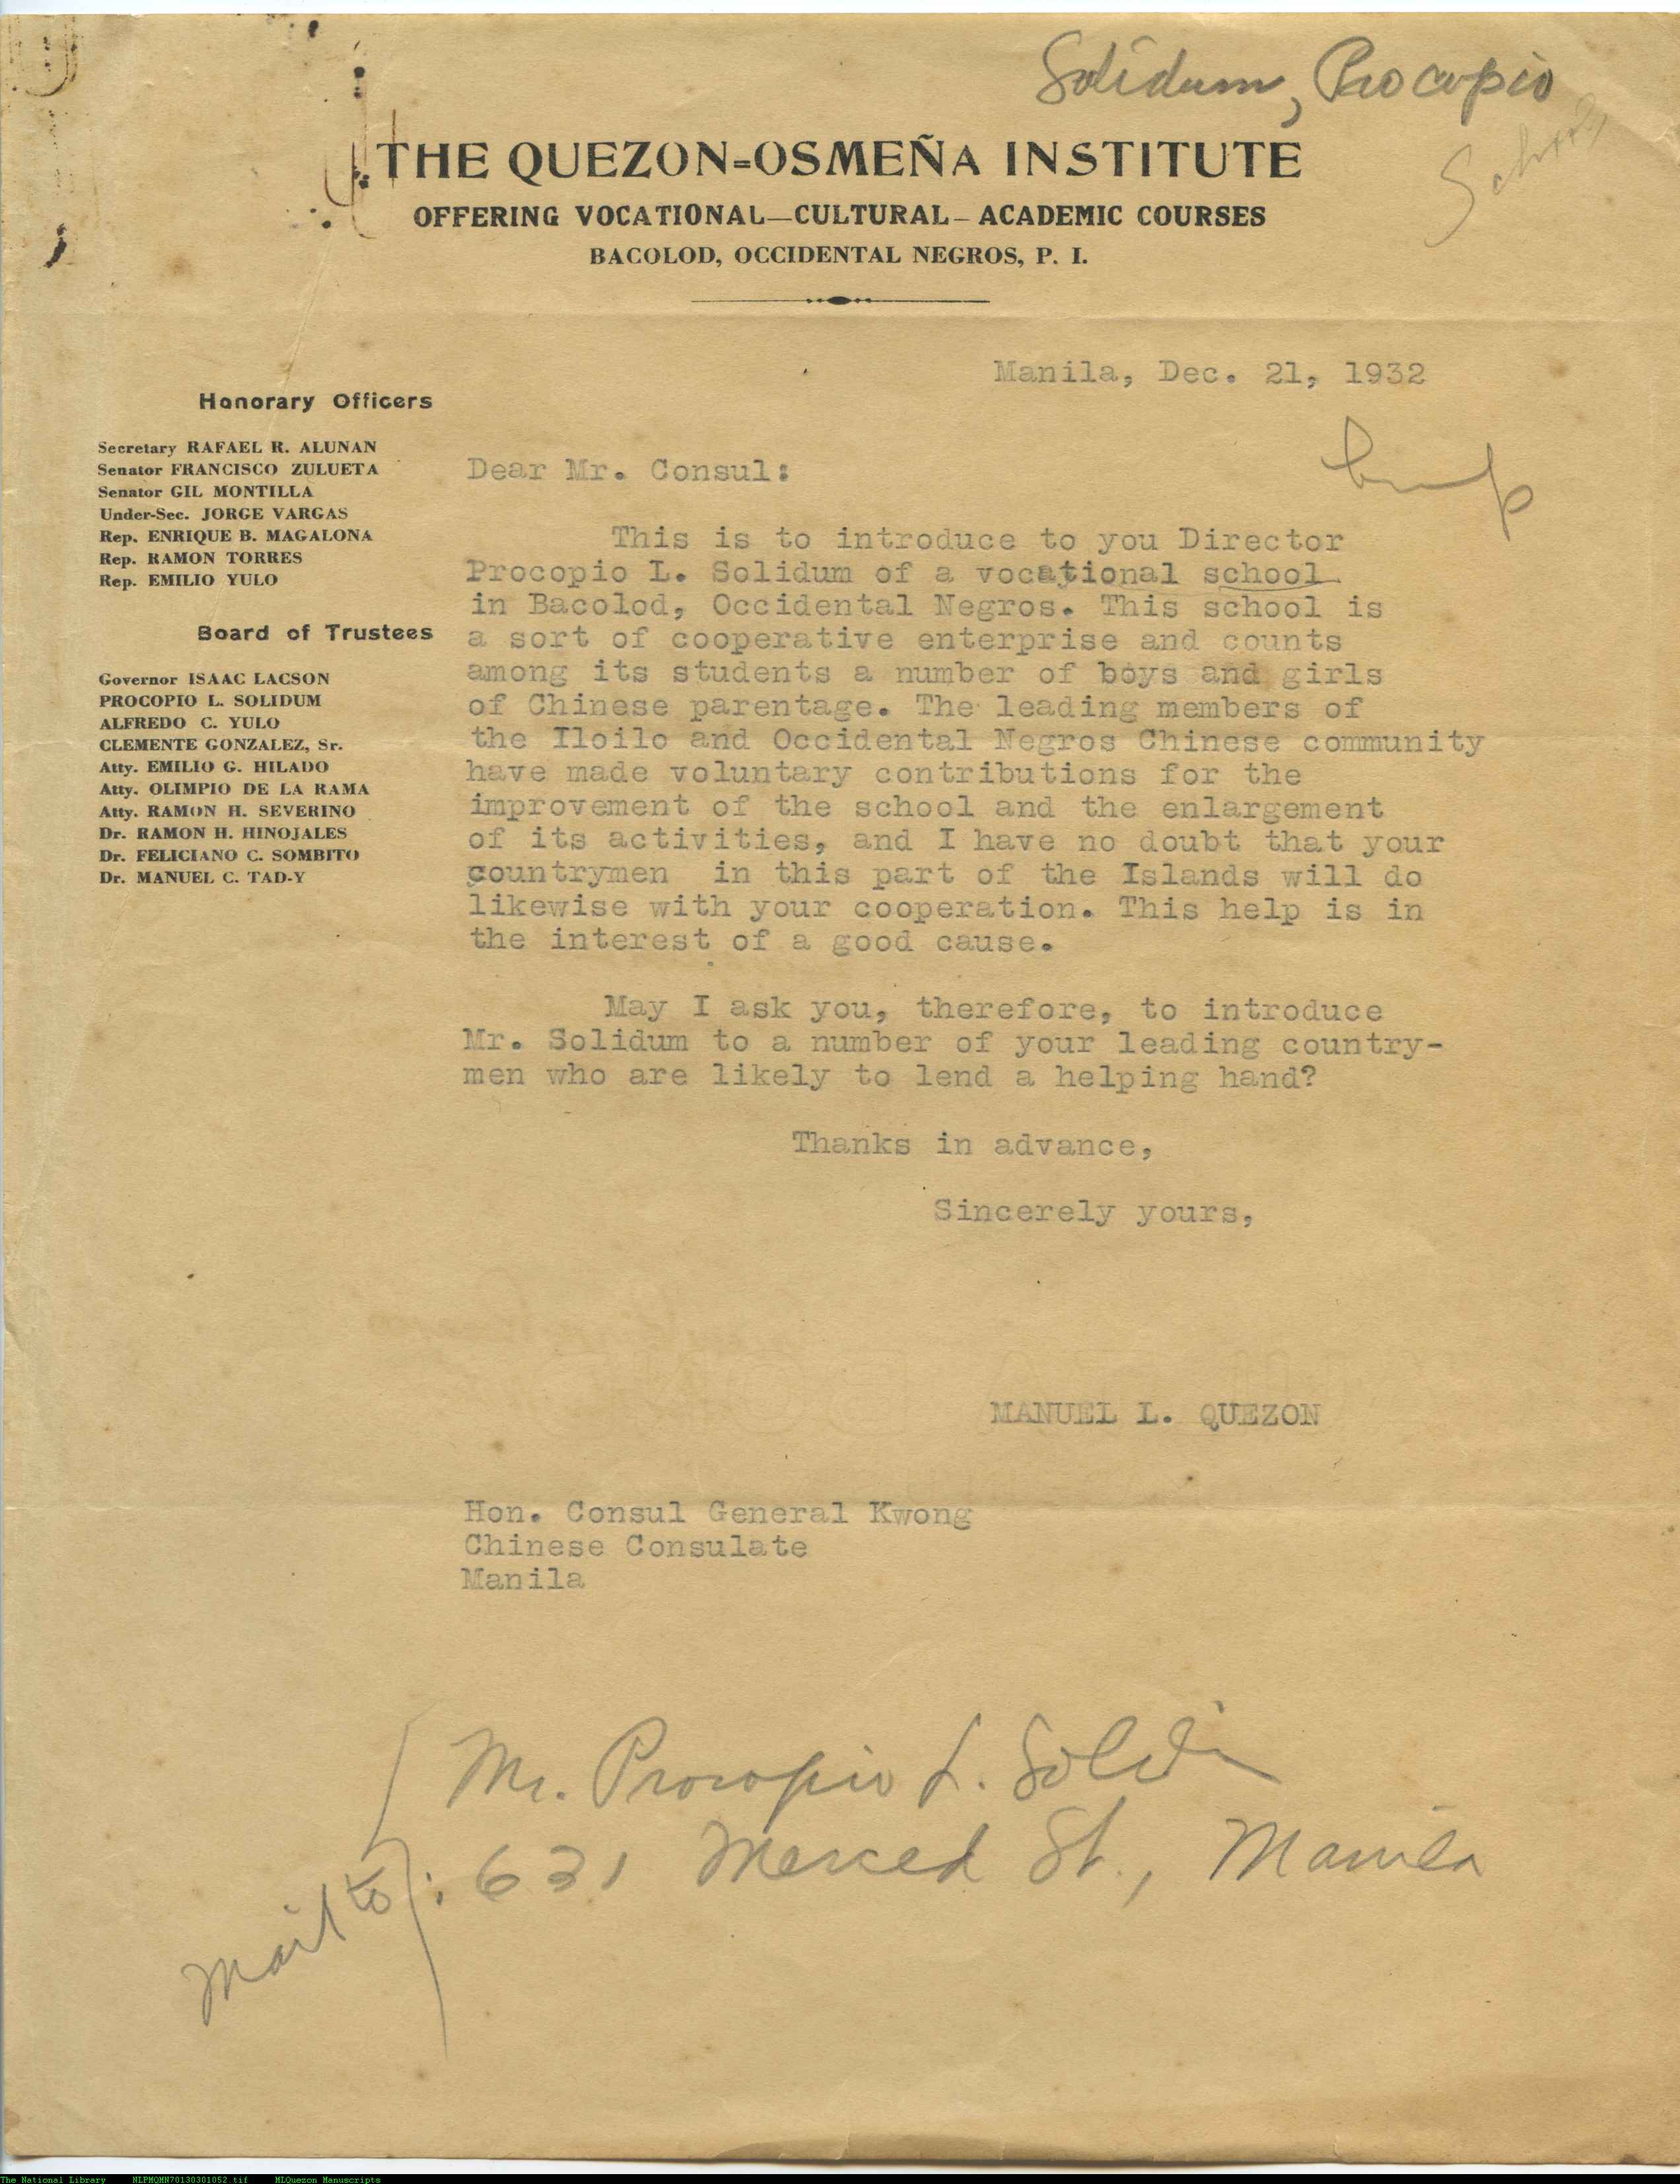 Solidum, Procopio
THE QUEZON-OSMEÑA INSTITUTE
OFFERING VOCATIONAL—CULTURAL—ACADEMIC COURSES
BACOLOD, OCCIDENTAL NEGROS, P. I.
Manila, Dec. 21, 1932
Honorary Officers
Secretary RAFAEL R. ALUNAN
Senator FRANCISCO ZULUETA
Senator GIL MONTILLA
Under-Sec. JORGE VARGAS
Rep. ENRIQUE B. MAGALONA
Rep. RAMON TORRES
Rep. EMILIO YULO
Board of Trustees
Governor ISAAC LACSON
PROCOPIO L. SOLIDUM
ALFREDO C. YULO
CLEMENTE GONZALEZ, Sr.
Atty. EMILIO G. HILADO
Atty. OLIMPIO DE LA RAMA
Atty. RAMON H. SEVERINO
Dr. RAMON H. HINOJALES
Dr. FELICIANO C. SOMBITO
Dr. MANUEL C. TAD-Y
Dear Mr. Consul:
This is to introduce to you Director
Procopio L. Solidum of a vocational school
in Bacolod, Occidental Negros. This school is
a sort of cooperative enterprise and counts
among its students a number of boys and girls
of Chinese parentage. The leading members of
the Iloilo and Occidental Negros Chinese community
have made voluntary contributions for the
improvement of the school and the enlargement
of its activities, and I have no doubt that your
countrymen in this part of the Islands will do
likewise with your cooperation. This help is in
the interest of a good cause.
May I ask you, therefore, to introduce
Mr. Solidum to a number of your leading country-
men who are likely to lend a helping hand?
Thanks in advance,
Sincerely yours,
MANUEL L. QUEZON
Hon. Consul General Kwong
Chinese Consulate
Manila
Mr. Procopio L.
Mail to: 631 Merced St., Manila
The National Library NLPMQMN70130301052.tif MLQuezon Manuscripts